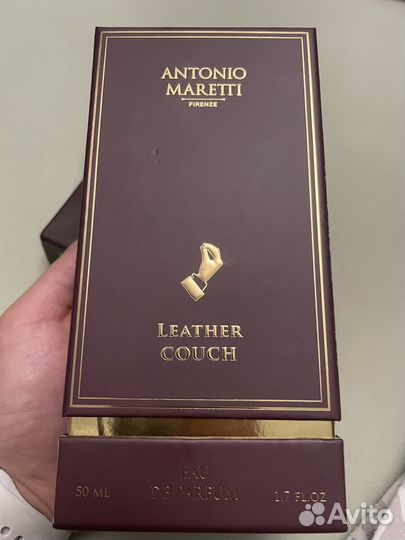 ANTONIO
MARETTI
FIRENZE
LEATHER
COUCH
EAU
50 ML DE PARFUM 1.7 FL.OZ
Avito